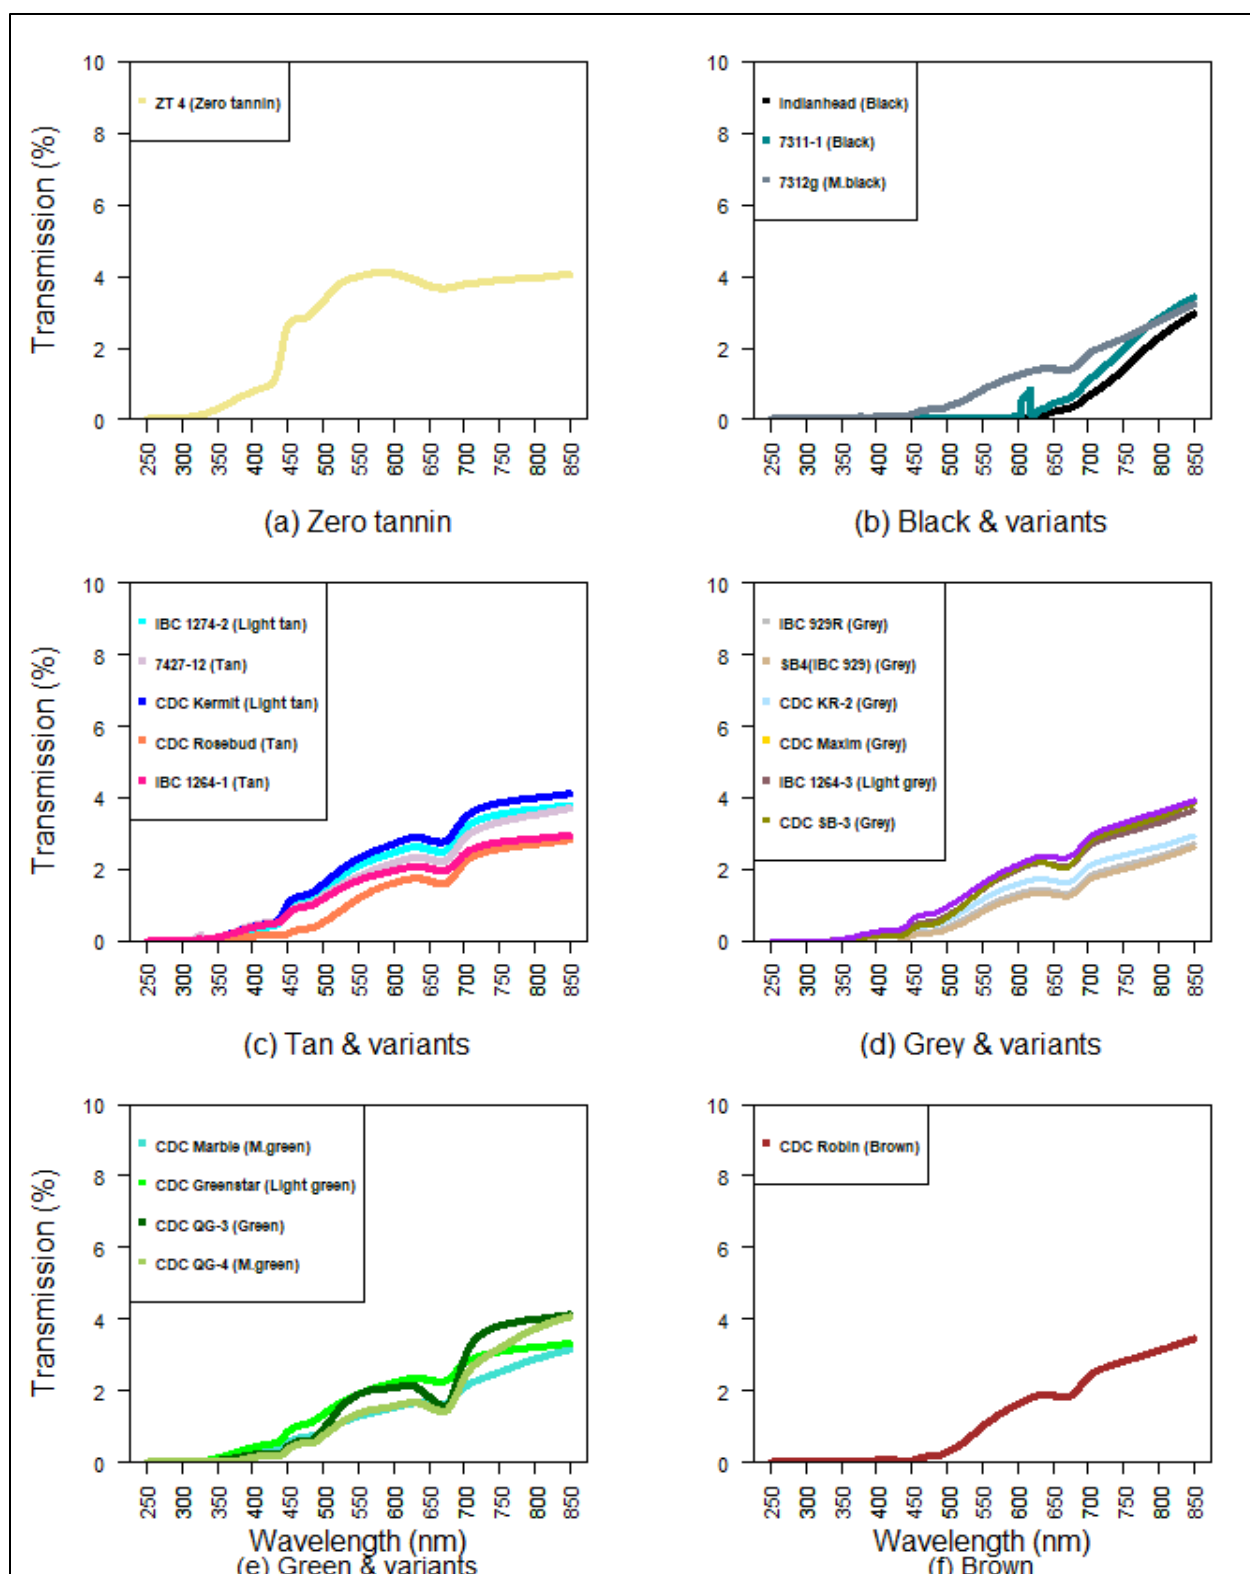 Transmission (%)
10
8
6
4
2
0
ZT 4 (Zero tannin)
250 300 350 400 450 500 550 600 650 700 750 800 850
(a) Zero tannin
10
8
6
4
2
0
Indianhead (Black)
7311-1 (Black)
7312g (M.black)
250 300 350 400 450 500 550 600 650 700 750 800 850
(b) Black & variants
Transmission (%)
10
8
6
4
2
0
IBC 1274-2 (Light tan)
7427-12 (Tan)
CDC Kermit (Light tan)
CDC Rosebud (Tan)
IBC 1264-1 (Tan)
250 300 350 400 450 500 550 600 650 700 750 800 850
(c) Tan & variants
10
8
6
4
2
0
IBC 929R (Grey)
SB4(IBC 929) (Grey)
CDC KR-2 (Grey)
CDC Maxim (Grey)
IBC 1264-3 (Light grey)
CDC SB-3 (Grey)
250 300 350 400 450 500 550 600 650 700 750 800 850
(d) Grey & variants
Transmission (%)
10
8
6
4
2
0
CDC Marble (M.green)
CDC Greenstar (Light green)
CDC QG-3 (Green)
CDC QG-4 (M.green)
250 300 350 400 450 500 550 600 650 700 750 800 850
Wavelength (nm)
(e) Green & variants
10
8
6
4
2
0
CDC Robin (Brown)
250 300 350 400 450 500 550 600 650 700 750 800 850
Wavelength (nm)
(f) Brown